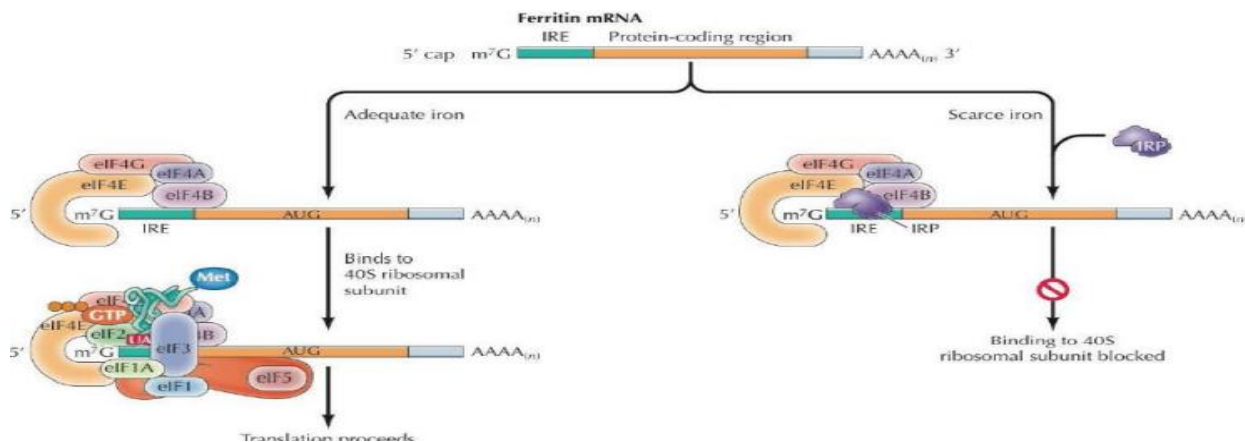 Ferritin mRNA
IRE Protein-coding region
5′ cap m⁷G AAAA₍ₙ₎ 3′
Adequate iron
Scarce iron
IRP
eIF4G
eIF4A
eIF4E
eIF4B
5′ m⁷G AUG AAAA₍ₙ₎
IRE
eIF4G
eIF4A
eIF4E
eIF4B
5′ m⁷G AUG AAAA₍ₙ₎
IRE IRP
Binds to
40S ribosomal
subunit
Met
GTP
eIF4E
eIF2
UA
4B
5′ m⁷G eIF3 AUG AAAA₍ₙ₎
eIF1A
eIF1
eIF5
Binding to 40S
ribosomal subunit blocked
Translation proceeds